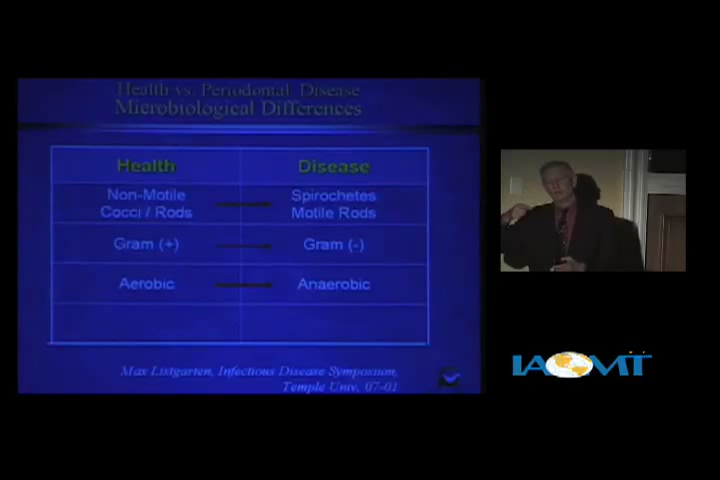 Health vs. Periodontal Disease
Microbiological Differences
Health
Disease
Non-Motile
Cocci / Rods
Spirochetes
Motile Rods
Gram (+)
Gram (-)
Aerobic
Anaerobic
Max Listgarten, Infectious Disease Symposium,
Temple Univ, 07-01
IAOMT